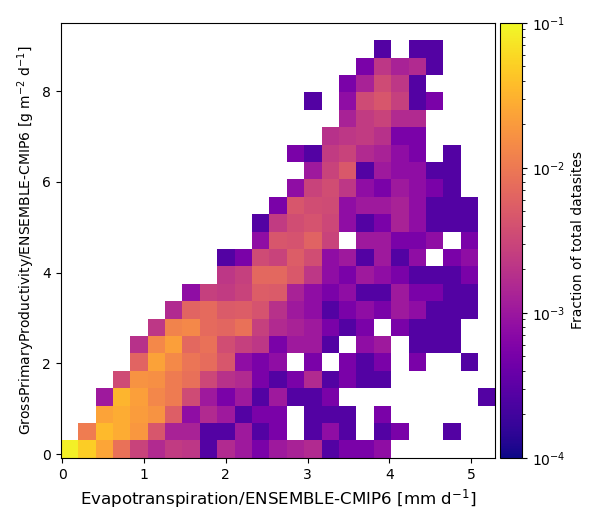 GrossPrimaryProductivity/ENSEMBLE-CMIP6 [g m⁻² d⁻¹]
8
6
4
2
0
0 1 2 3 4 5
Evapotranspiration/ENSEMBLE-CMIP6 [mm d⁻¹]
10⁻¹
10⁻²
10⁻³
10⁻⁴
Fraction of total datasites